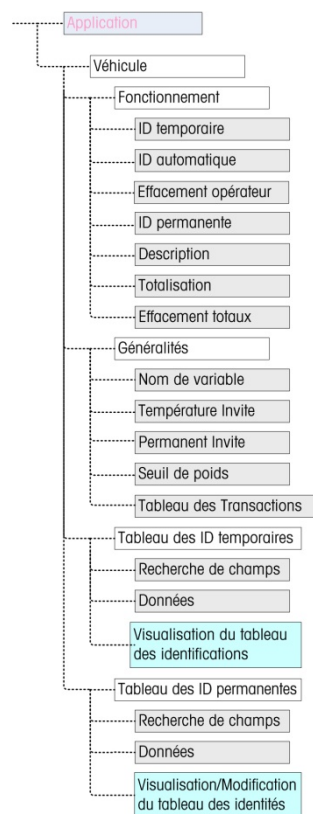 Application
Véhicule
Fonctionnement
ID temporaire
ID automatique
Effacement opérateur
ID permanente
Description
Totalisation
Effacement totaux
Généralités
Nom de variable
Température Invite
Permanent Invite
Seuil de poids
Tableau des Transactions
Tableau des ID temporaires
Recherche de champs
Données
Visualisation du tableau
des identifications
Tableau des ID permanentes
Recherche de champs
Données
Visualisation/Modification
du tableau des identités